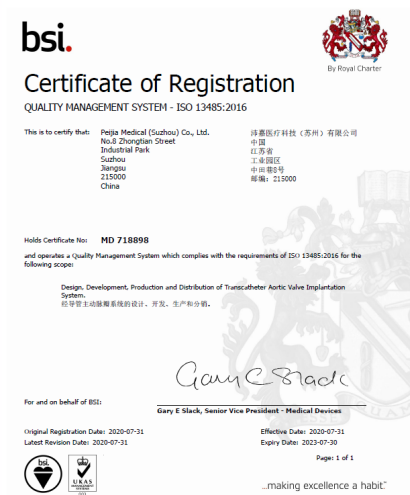 bsi.
By Royal Charter
Certificate of Registration
QUALITY MANAGEMENT SYSTEM - ISO 13485:2016
This is to certify that:
Peijia Medical (Suzhou) Co., Ltd.
No.8 Zhongtian Street
Industrial Park
Suzhou
Jiangsu
215000
China
沛嘉医疗科技（苏州）有限公司
中国
江苏省
工业园区
中田巷8号
邮编：215000
Holds Certificate No: MD 718898
and operates a Quality Management System which complies with the requirements of ISO 13485:2016 for the
following scope:
Design, Development, Production and Distribution of Transcatheter Aortic Valve Implantation
System.
经导管主动脉瓣系统的设计、开发、生产和分销。
Gary C Slack
For and on behalf of BSI:
Gary E Slack, Senior Vice President - Medical Devices
Original Registration Date: 2020-07-31
Effective Date: 2020-07-31
Latest Revision Date: 2020-07-31
Expiry Date: 2023-07-30
Page: 1 of 1
bsi.
UKAS
MANAGEMENT
SYSTEMS
...making excellence a habit.™